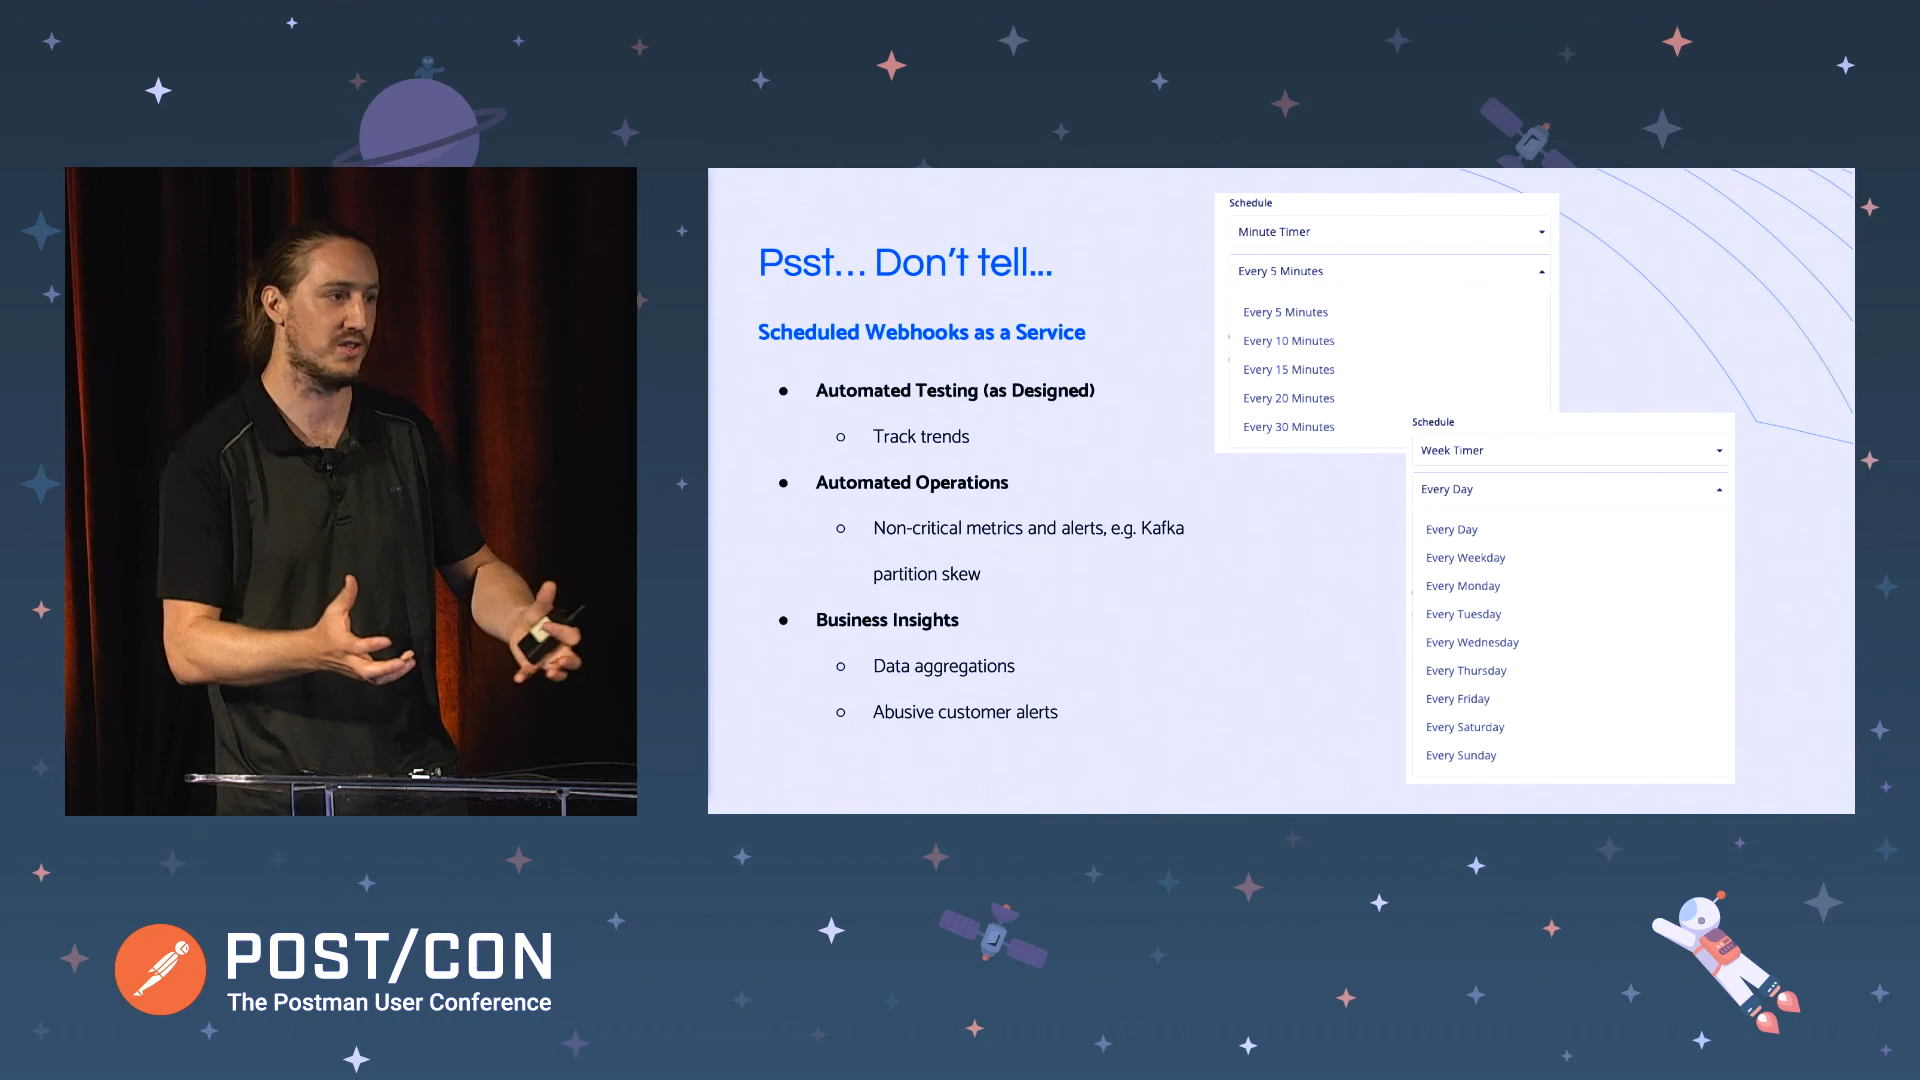 Psst... Don't tell...
Scheduled Webhooks as a Service
● Automated Testing (as Designed)
○ Track trends
● Automated Operations
○ Non-critical metrics and alerts, e.g. Kafka
partition skew
● Business Insights
○ Data aggregations
○ Abusive customer alerts
Schedule
Minute Timer
Every 5 Minutes
Every 5 Minutes
Every 10 Minutes
Every 15 Minutes
Every 20 Minutes
Every 30 Minutes
Schedule
Week Timer
Every Day
Every Day
Every Weekday
Every Monday
Every Tuesday
Every Wednesday
Every Thursday
Every Friday
Every Saturday
Every Sunday
POST/CON
The Postman User Conference